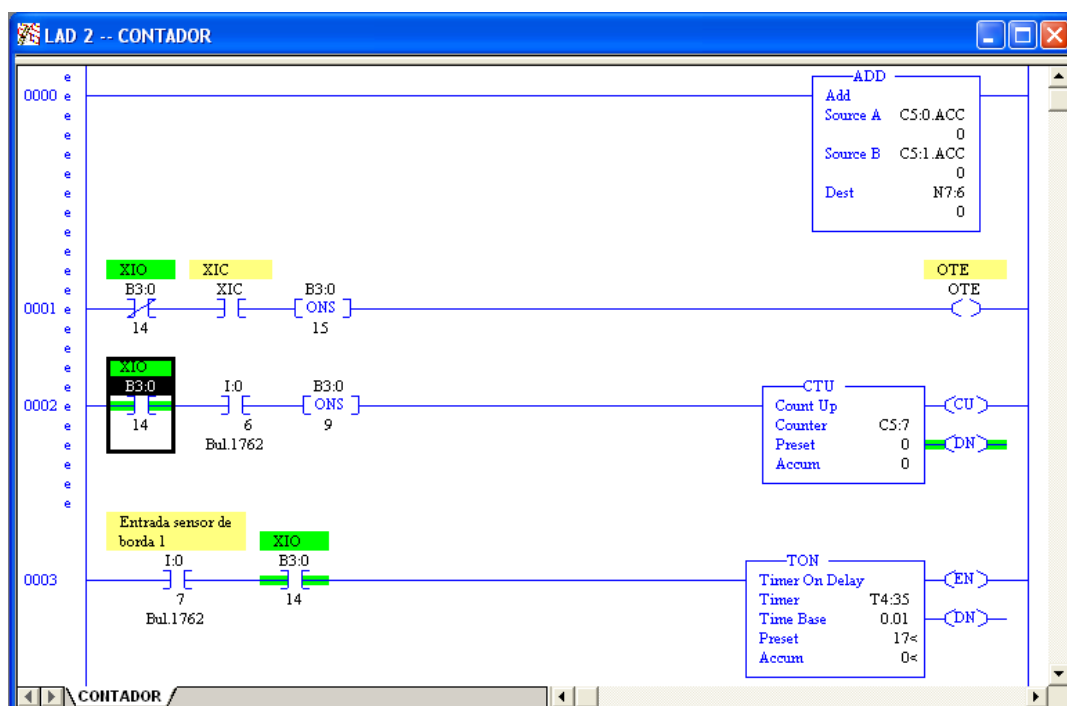 LAD 2 -- CONTADOR
e
ADD
0000 e
Add
e
Source A C5:0.ACC
e
0
e
Source B C5:1.ACC
e
0
e
Dest N7:6
e
0
e
e
e
XIO XIC OTE
e
B3:0 XIC B3:0 OTE
0001 e
ONS
e
14 15
e
e
XIO
e
B3:0 I:0 B3:0 CTU
0002 e
ONS Count Up CU
e
14 6 9 Counter C5:7
e
Bul.1762 Preset 0 DN
e
Accum 0
e
e
Entrada sensor de
borda 1 XIO
I:0 B3:0 TON
0003 Timer On Delay EN
7 14 Timer T4:35
Bul.1762 Time Base 0.01 DN
Preset 17<
Accum 0<
CONTADOR